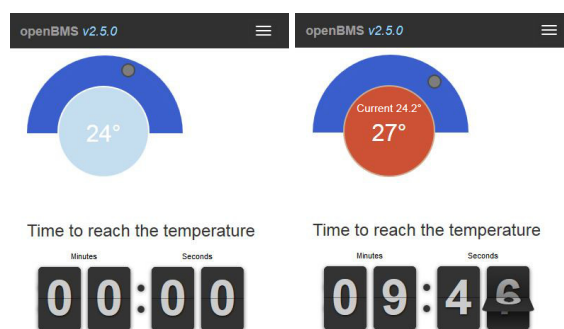 openBMS v2.5.0
24°
Time to reach the temperature
Minutes Seconds
00:00
openBMS v2.5.0
Current 24.2°
27°
Time to reach the temperature
Minutes Seconds
09:46